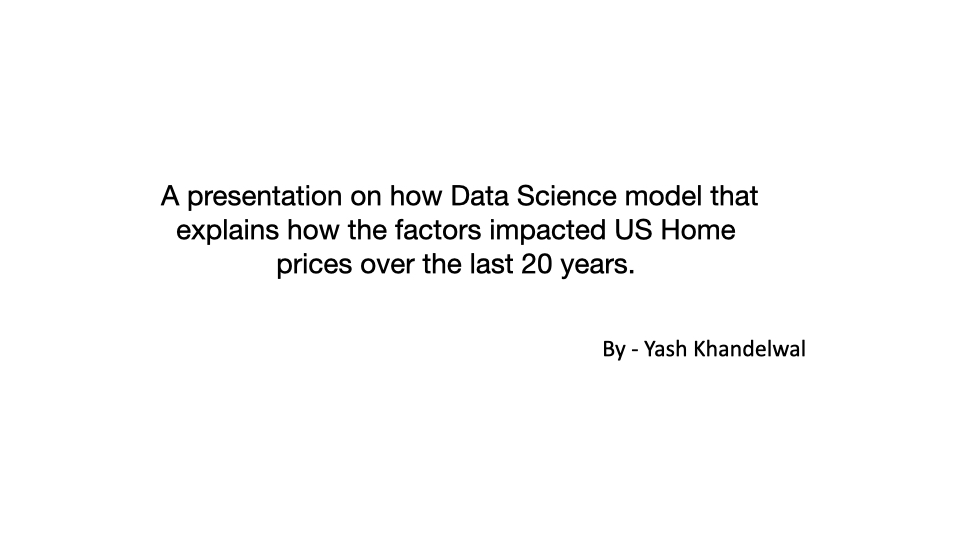 A presentation on how Data Science model that
explains how the factors impacted US Home
prices over the last 20 years.
By - Yash Khandelwal